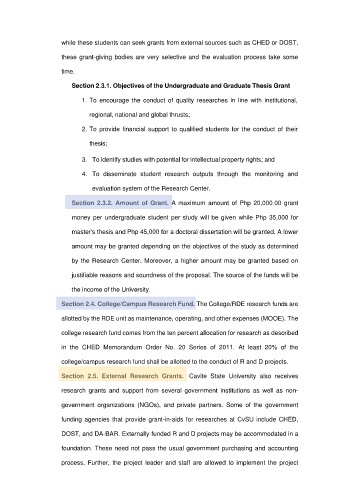 while these students can seek grants from external sources such as CHED or DOST,
these grant-giving bodies are very selective and the evaluation process take some
time.
Section 2.3.1. Objectives of the Undergraduate and Graduate Thesis Grant
1. To encourage the conduct of quality researches in line with institutional,
regional, national and global thrusts;
2. To provide financial support to qualified students for the conduct of their
thesis;
3. To identify studies with potential for intellectual property rights; and
4. To disseminate student research outputs through the monitoring and
evaluation system of the Research Center.
Section 2.3.2. Amount of Grant. A maximum amount of Php 20,000.00 grant
money per undergraduate student per study will be given while Php 35,000 for
master's thesis and Php 45,000 for a doctoral dissertation will be granted. A lower
amount may be granted depending on the objectives of the study as determined
by the Research Center. Moreover, a higher amount may be granted based on
justifiable reasons and soundness of the proposal. The source of the funds will be
the income of the University.
Section 2.4. College/Campus Research Fund. The College/RDE research funds are
allotted by the RDE unit as maintenance, operating, and other expenses (MOOE). The
college research fund comes from the ten percent allocation for research as described
in the CHED Memorandum Order No. 20 Series of 2011. At least 20% of the
college/campus research fund shall be allotted to the conduct of R and D projects.
Section 2.5. External Research Grants. Cavite State University also receives
research grants and support from several government institutions as well as non-
government organizations (NGOs), and private partners. Some of the government
funding agencies that provide grant-in-aids for researches at CvSU include CHED,
DOST, and DA-BAR. Externally-funded R and D projects may be accommodated in a
foundation. These need not pass the usual government purchasing and accounting
process. Further, the project leader and staff are allowed to implement the project